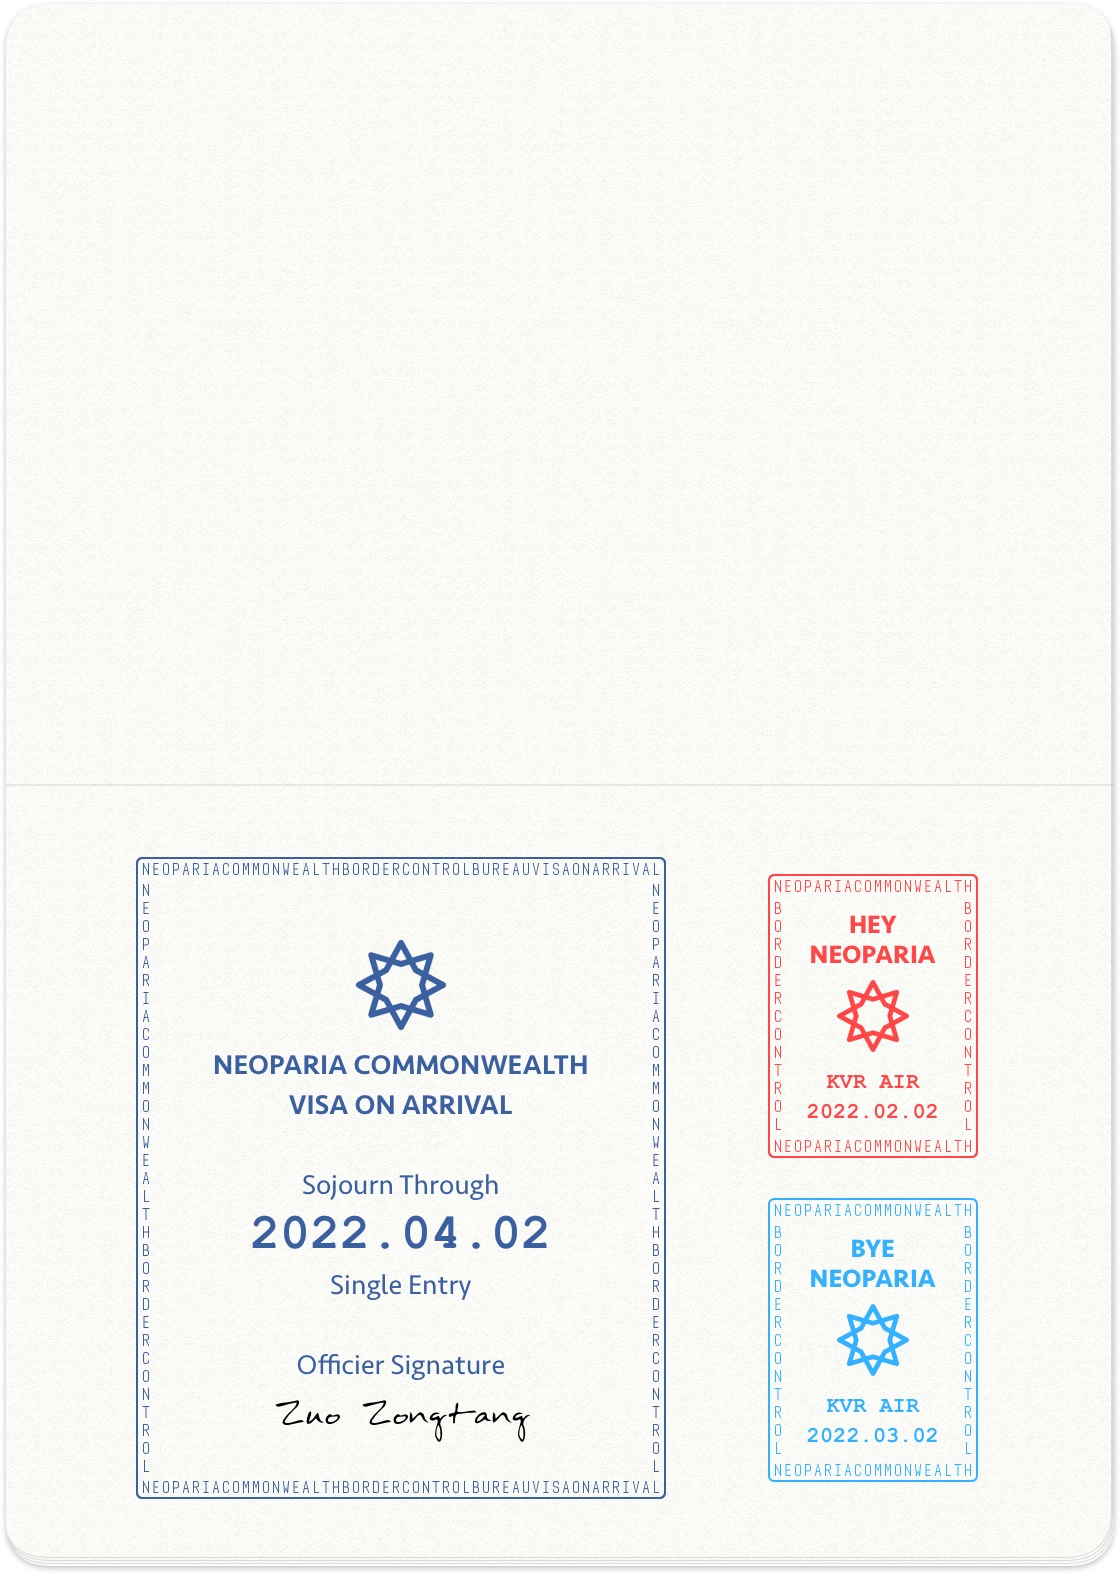 NEOPARIACOMMONWEALTHBORDERCONTROLBUREAUVISAONARRIVAL
NEOPARIACOMMONWEALTHBORDERCONTROL
NEOPARIA COMMONWEALTH
VISA ON ARRIVAL
Sojourn Through
2022.04.02
Single Entry
Officier Signature
Zuo Zongtang
NEOPARIACOMMONWEALTHBORDERCONTROL
NEOPARIACOMMONWEALTHBORDERCONTROLBUREAUVISAONARRIVAL
NEOPARIACOMMONWEALTH
BORDERCONTROL
HEY
NEOPARIA
KVR AIR
2022.02.02
BORDERCONTROL
NEOPARIACOMMONWEALTH
NEOPARIACOMMONWEALTH
BORDERCONTROL
BYE
NEOPARIA
KVR AIR
2022.03.02
BORDERCONTROL
NEOPARIACOMMONWEALTH